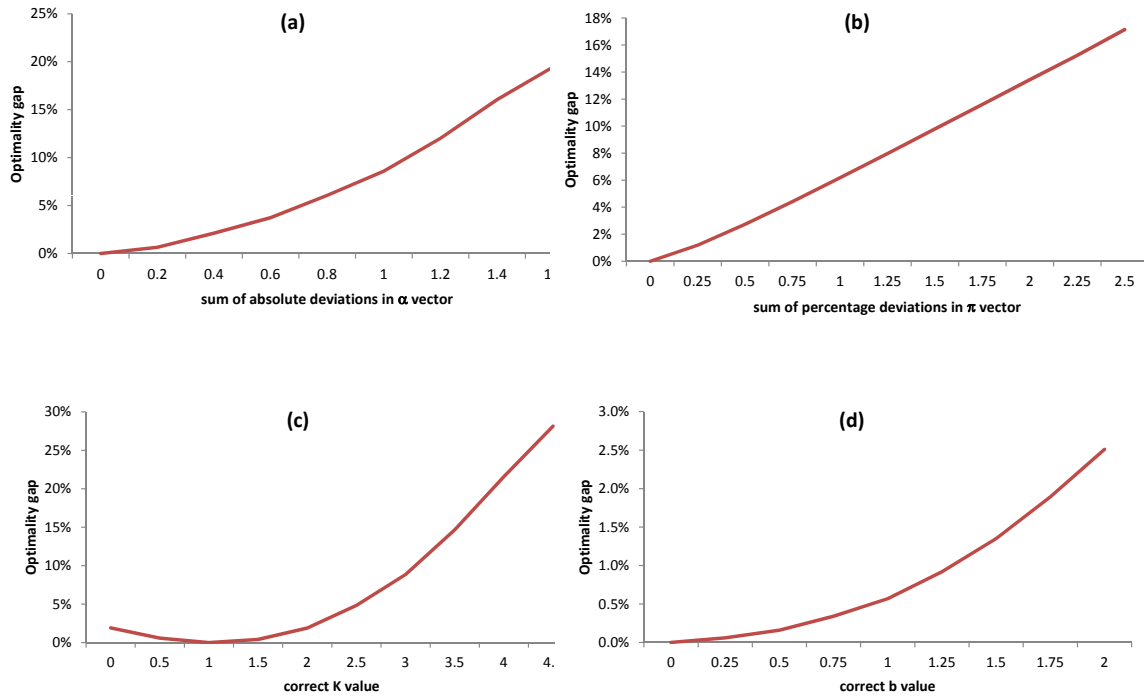 (a)
Optimality gap
25%
20%
15%
10%
5%
0%
0 0.2 0.4 0.6 0.8 1 1.2 1.4 1
sum of absolute deviations in α vector
(b)
Optimality gap
18%
16%
14%
12%
10%
8%
6%
4%
2%
0%
0 0.25 0.5 0.75 1 1.25 1.5 1.75 2 2.25 2.5
sum of percentage deviations in π vector
(c)
Optimality gap
30%
25%
20%
15%
10%
5%
0%
0 0.5 1 1.5 2 2.5 3 3.5 4 4.
correct K value
(d)
Optimality gap
3.0%
2.5%
2.0%
1.5%
1.0%
0.5%
0.0%
0 0.25 0.5 0.75 1 1.25 1.5 1.75 2
correct b value